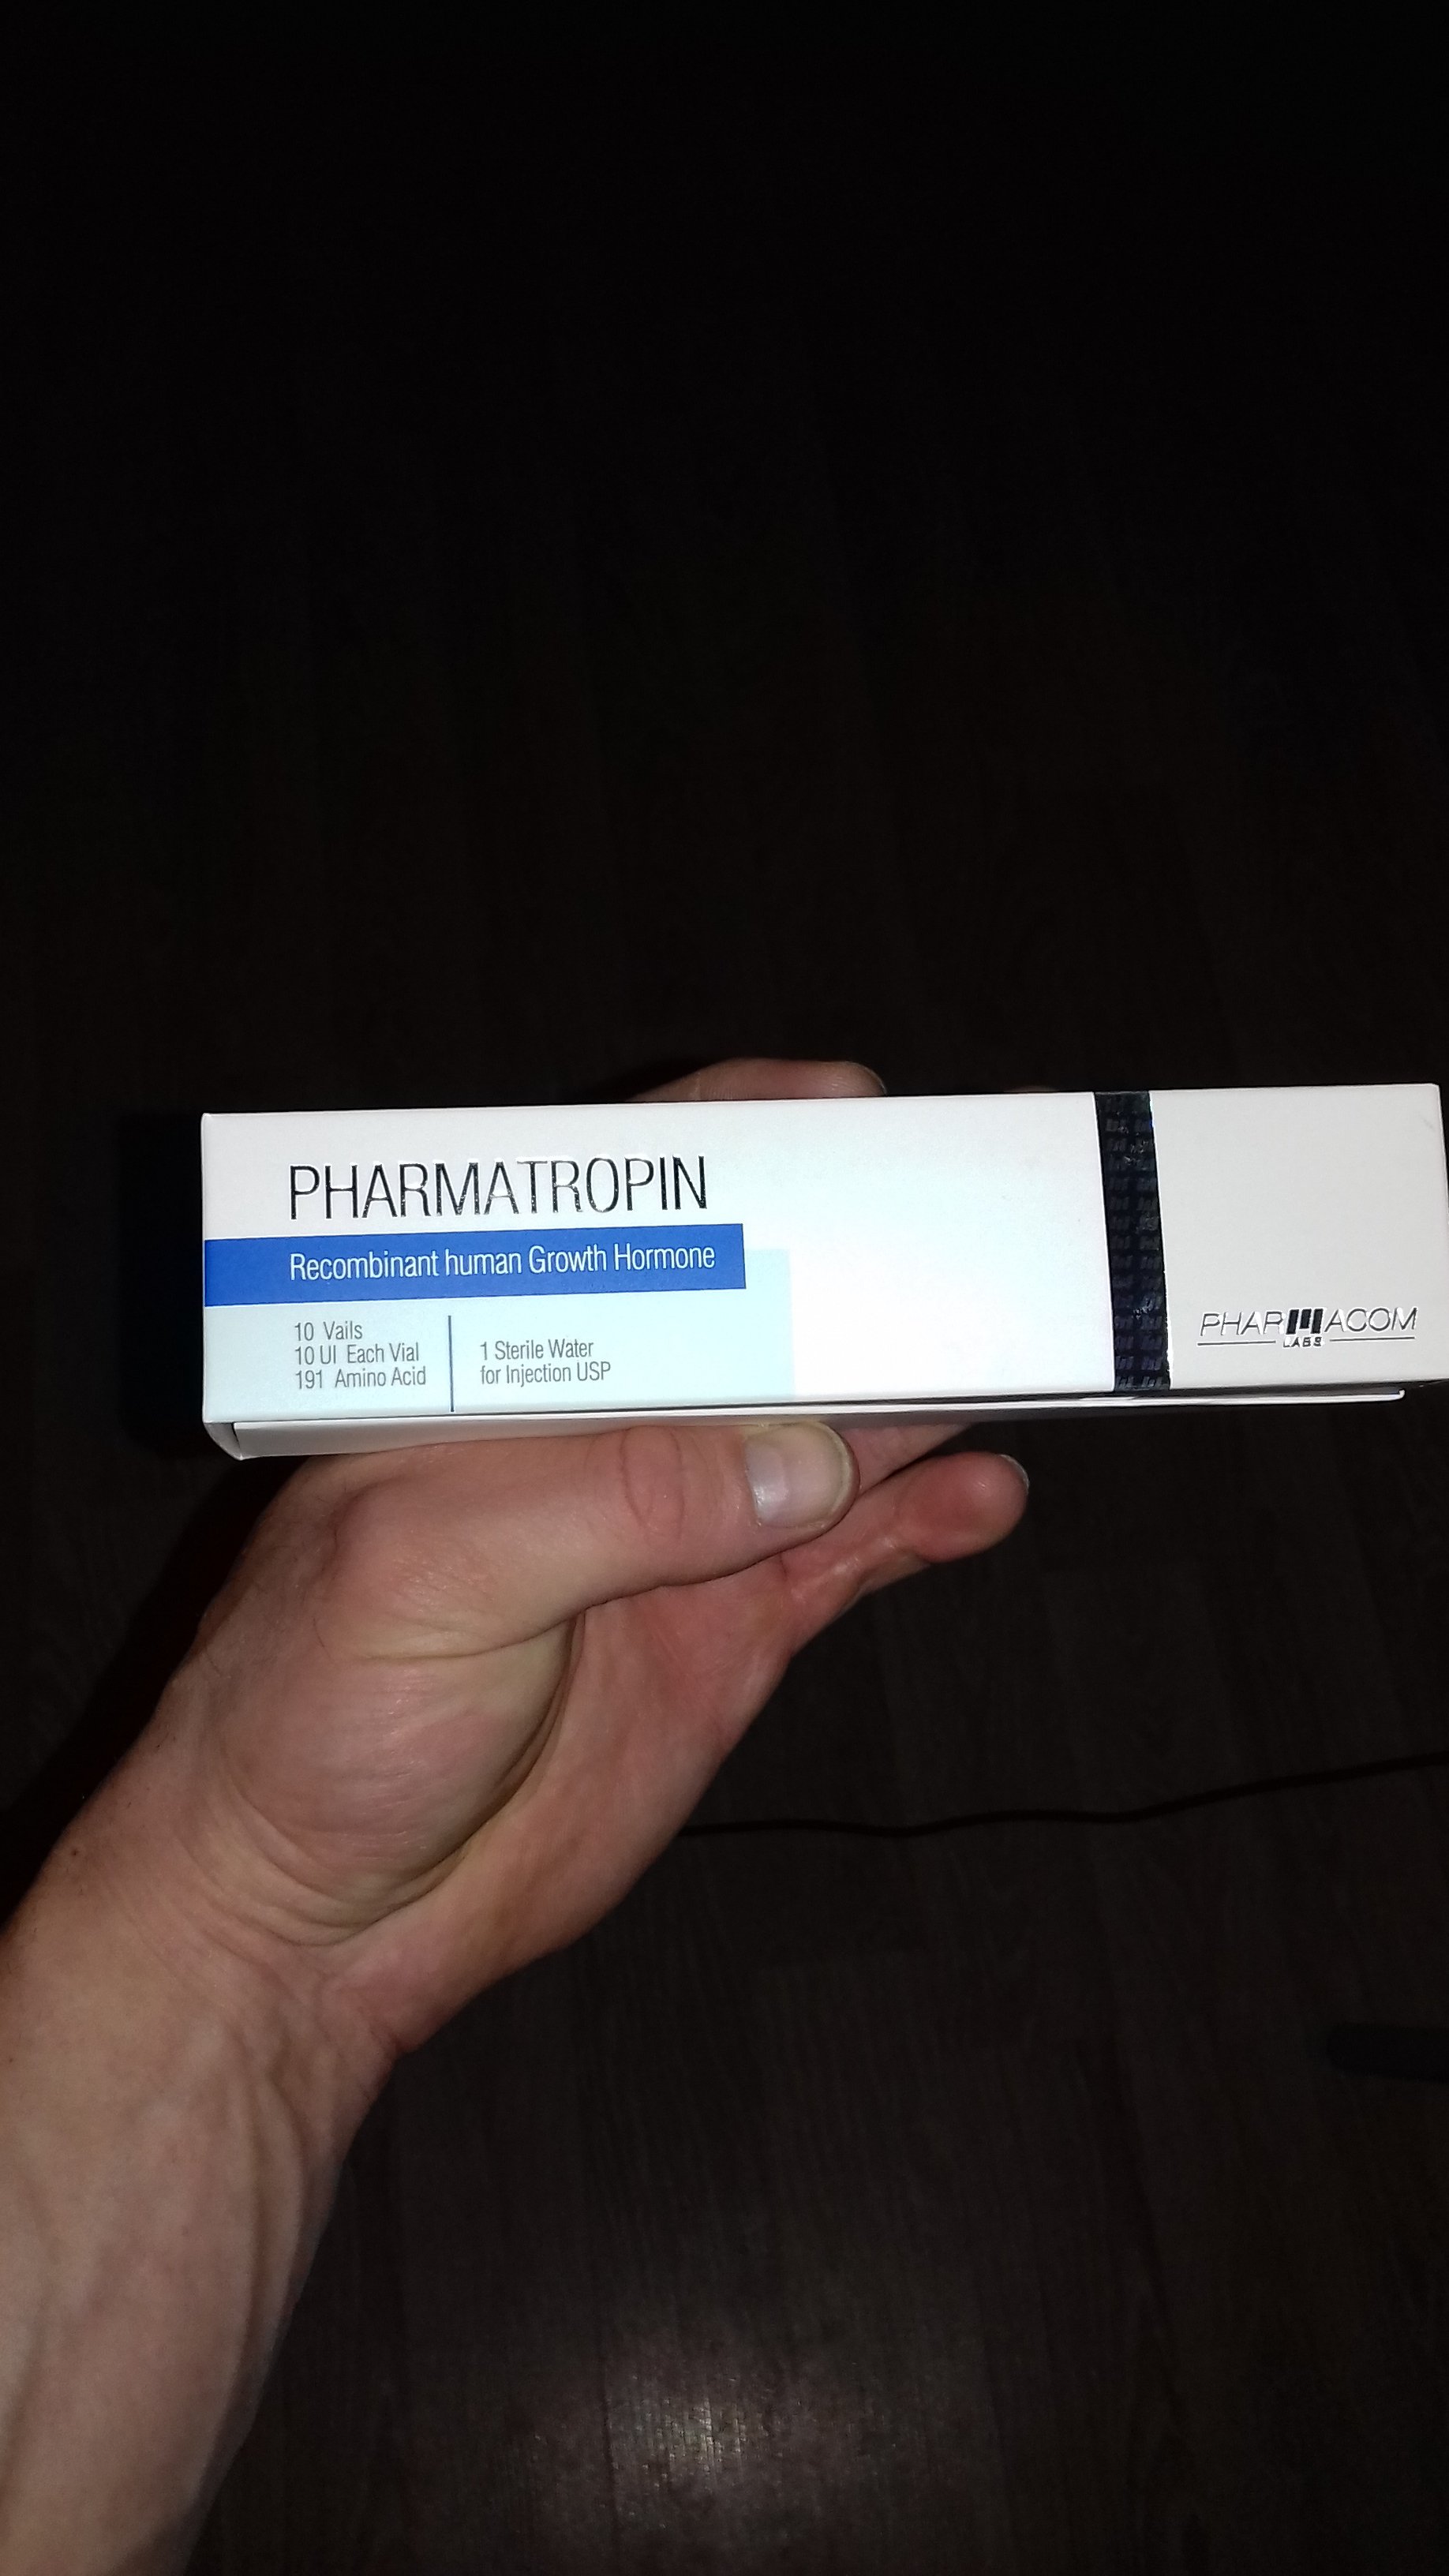 PHARMATROPIN
Recombinant human Growth Hormone
10 Vails
10 UI Each Vial
191 Amino Acid
1 Sterile Water
for Injection USP
PHARMACOM
LABS